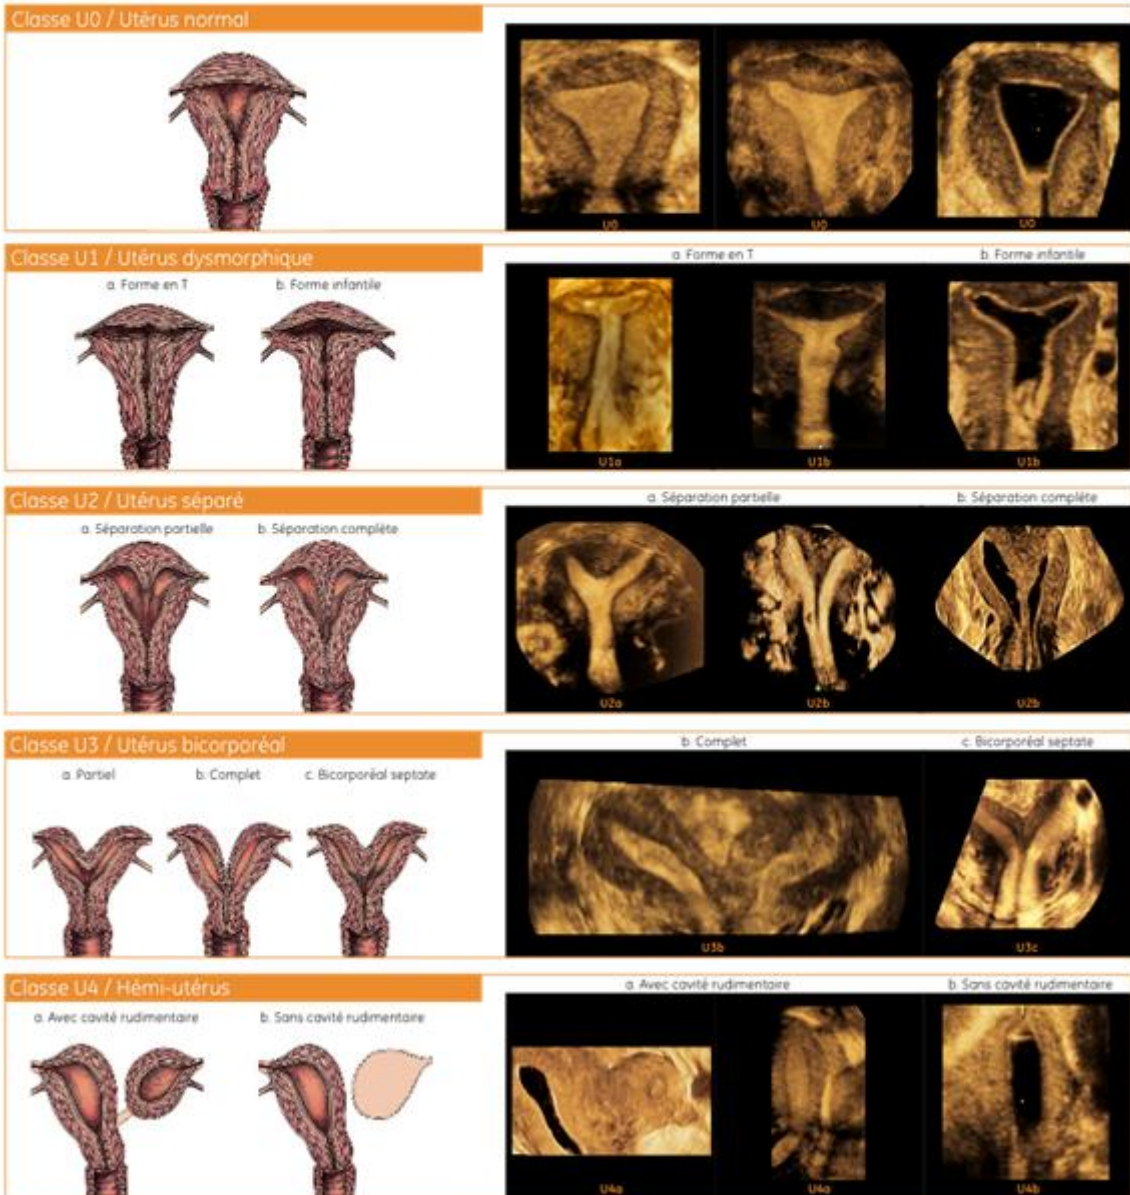 Classe U0 / Utérus normal
U0 U0 U0
Classe U1 / Utérus dysmorphique
a. Forme en T b. Forme infantile
a. Forme en T b. Forme infantile
U1a U1b U1b
Classe U2 / Utérus séparé
a. Séparation partielle b. Séparation complète
a. Séparation partielle b. Séparation complète
U2a U2b U2b
Classe U3 / Utérus bicorporéal
a. Partiel b. Complet c. Bicorporéal septate
b. Complet c. Bicorporéal septate
U3b U3c
Classe U4 / Hémi-utérus
a. Avec cavité rudimentaire b. Sans cavité rudimentaire
a. Avec cavité rudimentaire b. Sans cavité rudimentaire
U4a U4a U4b